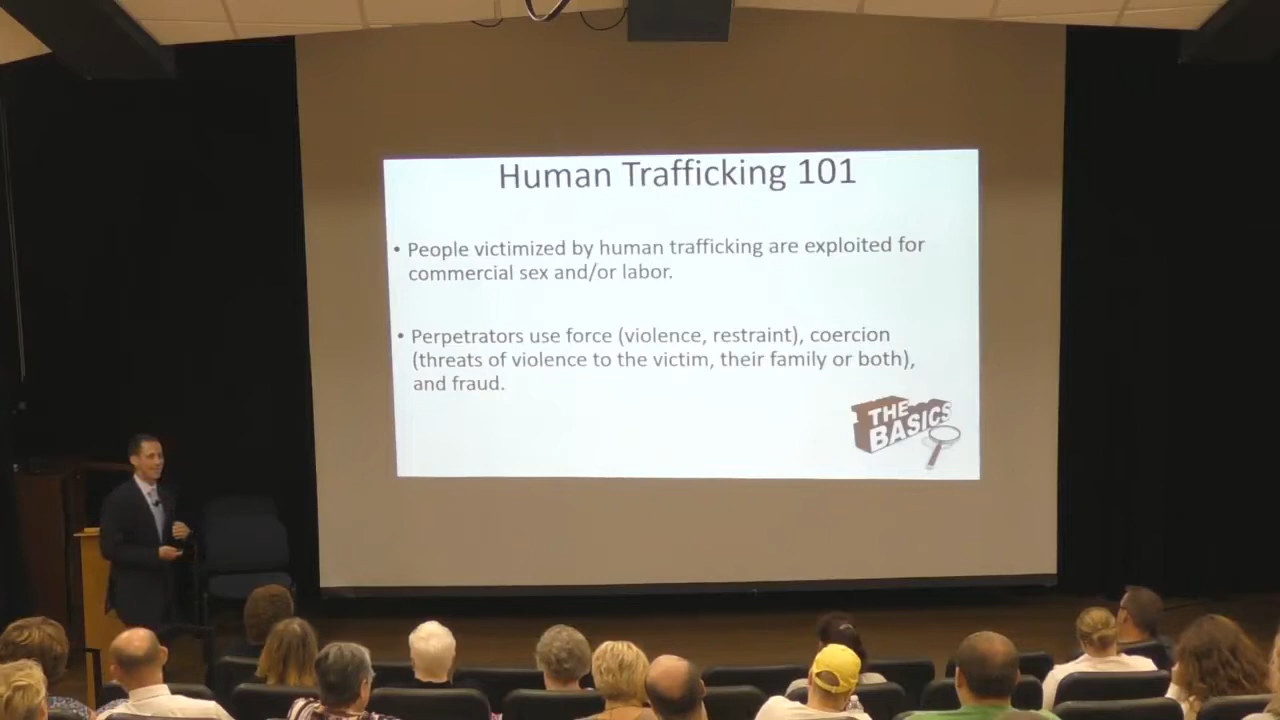 Human Trafficking 101
• People victimized by human trafficking are exploited for
commercial sex and/or labor.
• Perpetrators use force (violence, restraint), coercion
(threats of violence to the victim, their family or both),
and fraud.
THE
BASICS